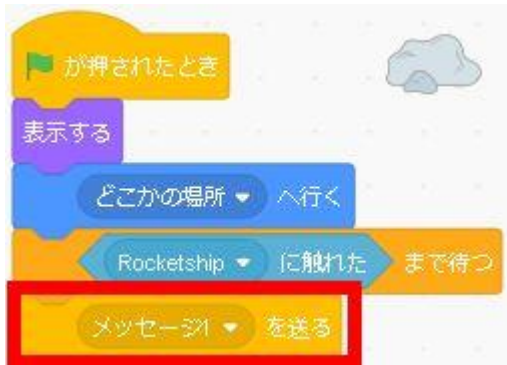 が押されたとき
表示する
どこかの場所 へ行く
Rocketship に触れた まで待つ
メッセージ1 を送る